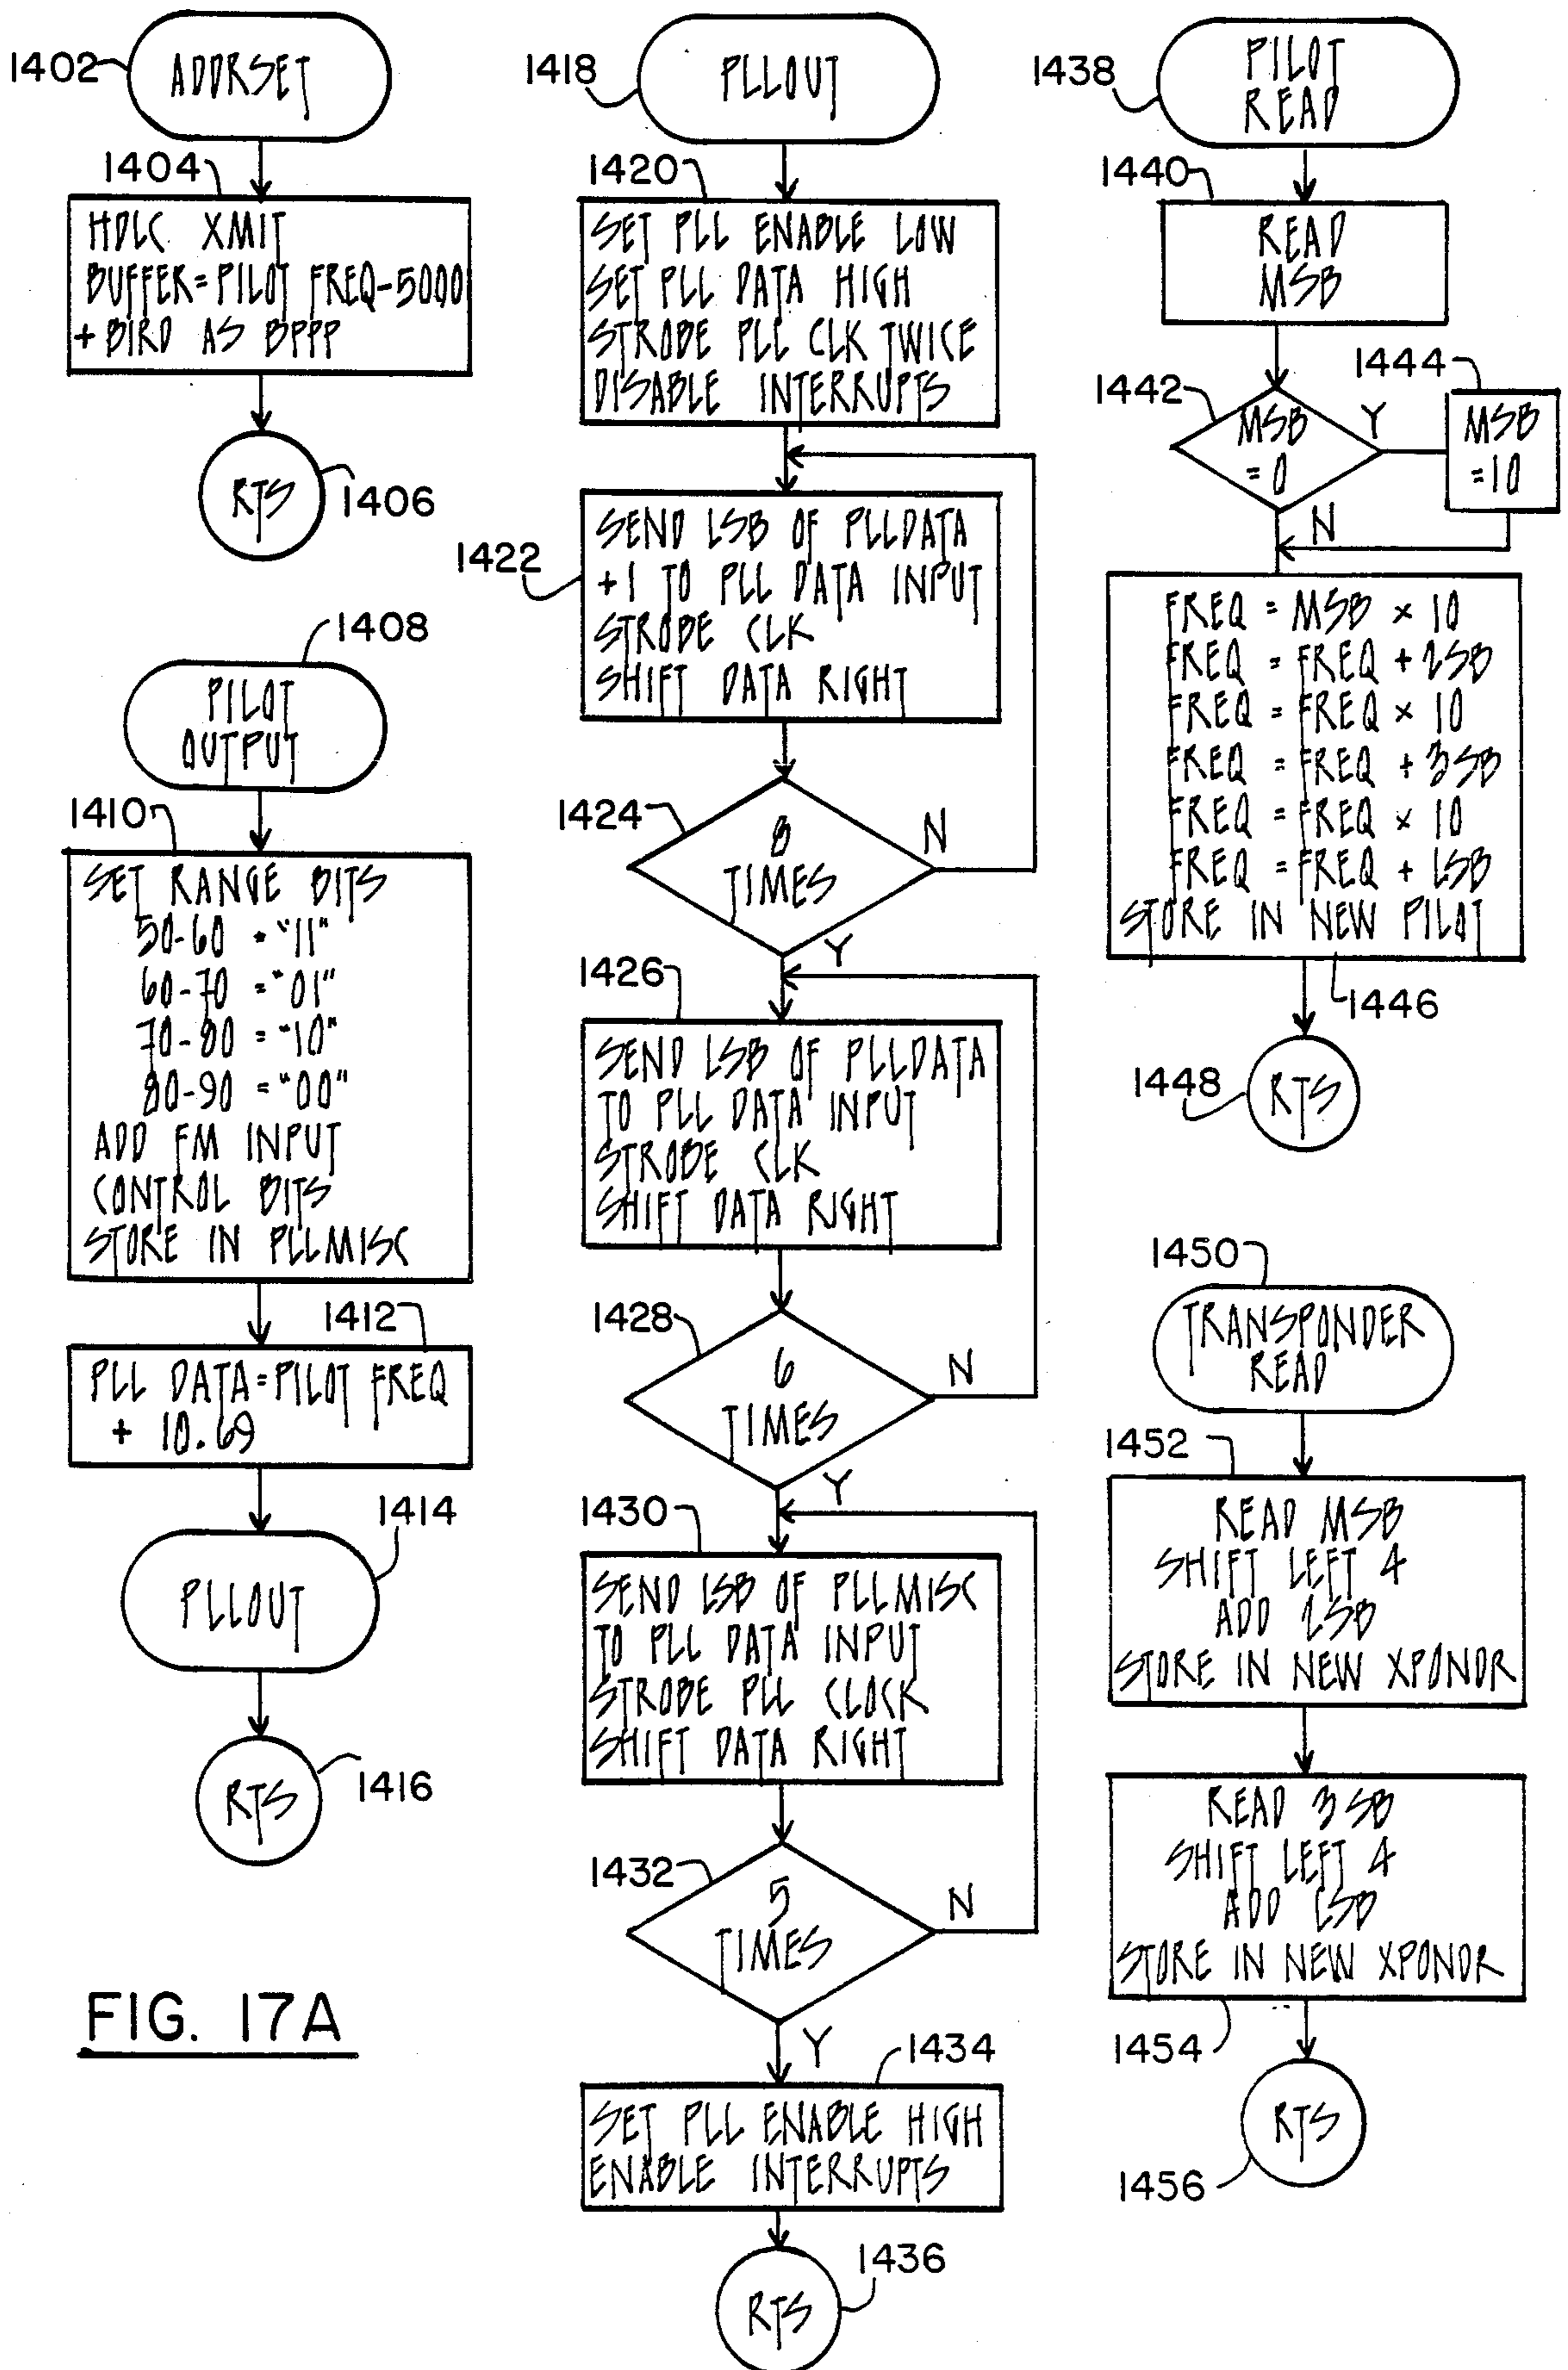 1402
ADDRSET
1404
HDLC XMIT
BUFFER=PILOT FREQ-5000
+ BIRD AS BPPP
RTS
1406
1408
PILOT
OUTPUT
1410
SET RANGE BITS
50-60 = "11"
60-70 = "01"
70-80 = "10"
80-90 = "00"
ADD FM INPUT
CONTROL BITS
STORE IN PLLMISC
1412
PLL DATA=PILOT FREQ
+ 10.69
1414
PLLOUT
RTS
1416
FIG. 17A
1418
PLLOUT
1420
SET PLL ENABLE LOW
SET PLL DATA HIGH
STROBE PLL CLK TWICE
DISABLE INTERRUPTS
1422
SEND LSB OF PLLDATA
+1 TO PLL DATA INPUT
STROBE CLK
SHIFT DATA RIGHT
1424
8
TIMES
N
Y
1426
SEND LSB OF PLLDATA
TO PLL DATA INPUT
STROBE CLK
SHIFT DATA RIGHT
1428
6
TIMES
N
Y
1430
SEND LSB OF PLLMISC
TO PLL DATA INPUT
STROBE PLL CLOCK
SHIFT DATA RIGHT
1432
5
TIMES
N
Y
1434
SET PLL ENABLE HIGH
ENABLE INTERRUPTS
RTS
1436
1438
PILOT
READ
1440
READ
MSB
1442
MSB
=0
Y
N
1444
MSB
=10
FREQ = MSB × 10
FREQ = FREQ + 2SB
FREQ = FREQ × 10
FREQ = FREQ + 3SB
FREQ = FREQ × 10
FREQ = FREQ + LSB
STORE IN NEW PILOT
1446
1448
RTS
1450
TRANSPONDER
READ
1452
READ MSB
SHIFT LEFT 4
ADD 2SB
STORE IN NEW XPONDR
READ 3SB
SHIFT LEFT 4
ADD LSB
STORE IN NEW XPONDR
1454
RTS
1456